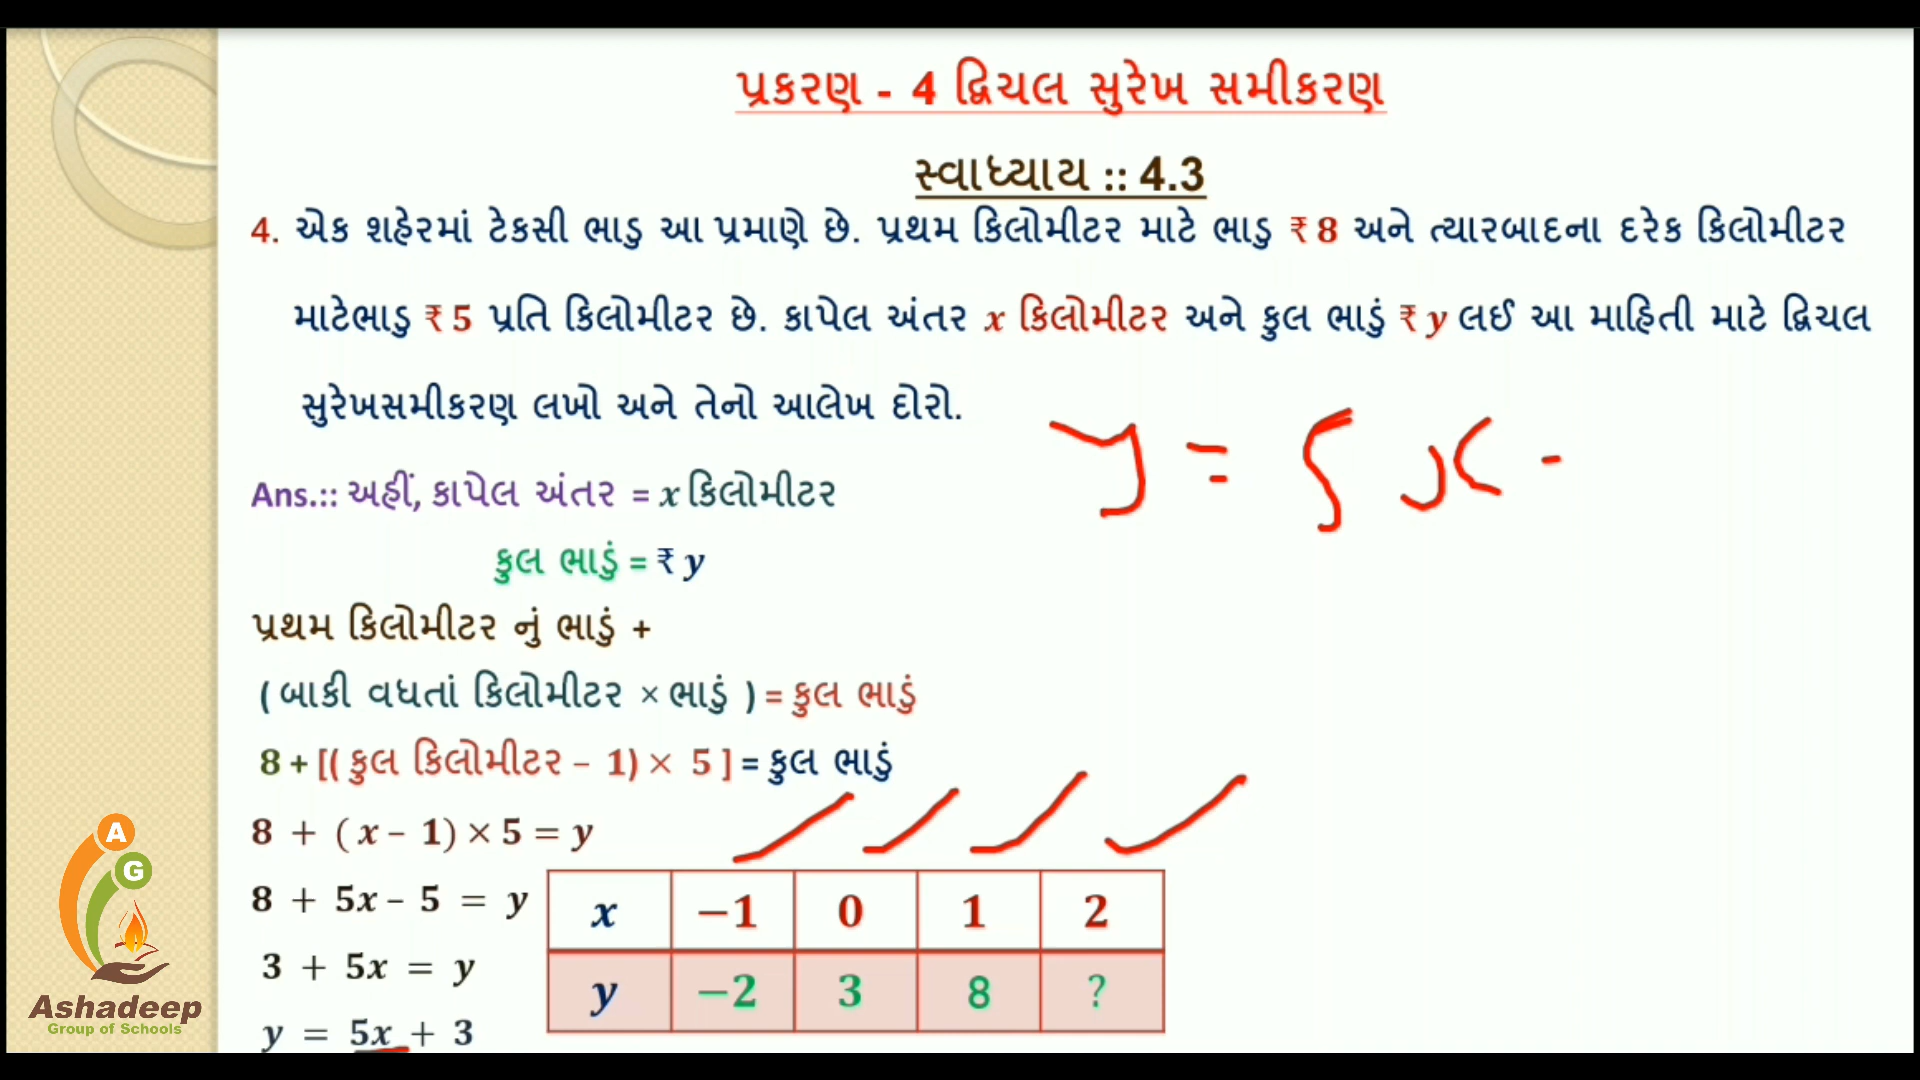 પ્રકરણ - 4 દ્વિચલ સુરેખ સમીકરણ
સ્વાધ્યાય :: 4.3
4. એક શહેરમાં ટેકસી ભાડુ આ પ્રમાણે છે. પ્રથમ કિલોમીટર માટે ભાડુ ₹ 8 અને ત્યારબાદના દરેક કિલોમીટર
માટેભાડુ ₹ 5 પ્રતિ કિલોમીટર છે. કાપેલ અંતર x કિલોમીટર અને કુલ ભાડું ₹ y લઈ આ માહિતી માટે દ્વિચલ
સુરેખસમીકરણ લખો અને તેનો આલેખ દોરો.
y = 5 x -
Ans.:: અહીં, કાપેલ અંતર = x કિલોમીટર
કુલ ભાડું = ₹ y
પ્રથમ કિલોમીટર નું ભાડું +
( બાકી વધતાં કિલોમીટર × ભાડું ) = કુલ ભાડું
8 + [( કુલ કિલોમીટર – 1) × 5 ] = કુલ ભાડું
8 + ( x – 1) × 5 = y
8 + 5x – 5 = y
3 + 5x = y
y = 5x + 3
x −1 0 1 2
y −2 3 8 ?
A
G
Ashadeep
Group of Schools